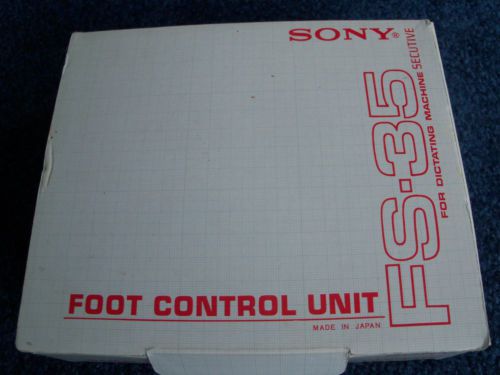 SONY®
FS-35
FOR DICTATING MACHINE SECUTIVE
FOOT CONTROL UNIT
MADE IN JAPAN